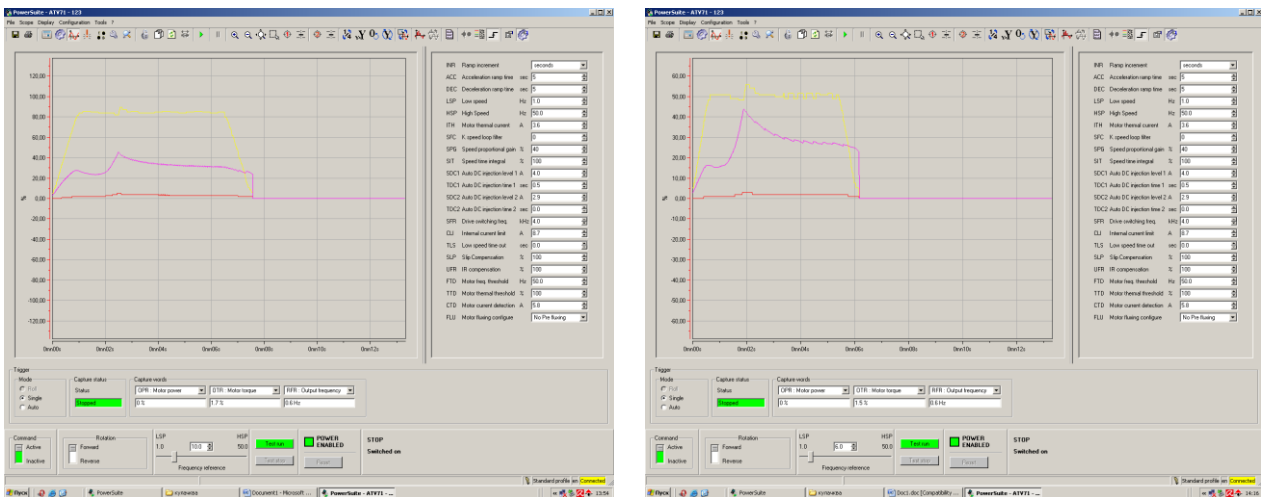 PowerSuite - ATV71 - 123
File Scope Display Configuration Tools ?
120,00
100,00
80,00
60,00
40,00
20,00
0,00
-20,00
-40,00
-60,00
-80,00
-100,00
-120,00
%
0mn00s 0mn02s 0mn04s 0mn06s 0mn08s 0mn10s 0mn12s
INR Ramp increment seconds
ACC Acceleration ramp time sec 5
DEC Deceleration ramp time sec 5
LSP Low speed Hz 1.0
HSP High Speed Hz 50.0
ITH Motor thermal current A 3.6
SFC K speed loop filter 0
SPG Speed proportional gain % 40
SIT Speed time integral % 100
SDC1 Auto DC injection level 1 A 4.0
TDC1 Auto DC injection time 1 sec 0.5
SDC2 Auto DC injection level 2 A 2.9
TDC2 Auto DC injection time 2 sec 0.0
SFR Drive switching freq. kHz 4.0
CLI Internal current limit A 8.7
TLS Low speed time out sec 0.0
SLP Slip Compensation % 100
UFR IR compensation % 100
FTD Motor freq. threshold Hz 50.0
TTD Motor thermal threshold % 100
CTD Motor current detection A 5.8
FLU Motor fluxing configure No Pre fluxing
Trigger
Mode
Roll
Single
Auto
Capture status
Status
Stopped
Capture words
OPR : Motor power OTR : Motor torque RFR : Output frequency
0 % 1.7 % 0.6 Hz
Command
Active
Inactive
Rotation
Forward
Reverse
LSP HSP
1.0 10.0 50.0
Frequency reference
Test run
Test stop
POWER ENABLED
Reset
STOP
Switched on
Standard profile en Connected
Пуск PowerSuite Document1 - Microsoft ... PowerSuite - ATV71 - ... 13:54
PowerSuite - ATV71 - 123
File Scope Display Configuration Tools ?
60,00
50,00
40,00
30,00
20,00
10,00
0,00
-10,00
-20,00
-30,00
-40,00
-50,00
-60,00
%
0mn00s 0mn02s 0mn04s 0mn06s 0mn08s 0mn10s 0mn12s
INR Ramp increment seconds
ACC Acceleration ramp time sec 5
DEC Deceleration ramp time sec 5
LSP Low speed Hz 1.0
HSP High Speed Hz 50.0
ITH Motor thermal current A 3.6
SFC K speed loop filter 0
SPG Speed proportional gain % 40
SIT Speed time integral % 100
SDC1 Auto DC injection level 1 A 4.0
TDC1 Auto DC injection time 1 sec 0.5
SDC2 Auto DC injection level 2 A 2.9
TDC2 Auto DC injection time 2 sec 0.0
SFR Drive switching freq. kHz 4.0
CLI Internal current limit A 8.7
TLS Low speed time out sec 0.0
SLP Slip Compensation % 100
UFR IR compensation % 100
FTD Motor freq. threshold Hz 50.0
TTD Motor thermal threshold % 100
CTD Motor current detection A 5.8
FLU Motor fluxing configure No Pre fluxing
Trigger
Mode
Roll
Single
Auto
Capture status
Status
Stopped
Capture words
OPR : Motor power OTR : Motor torque RFR : Output frequency
0 % 1.5 % 0.6 Hz
Command
Active
Inactive
Rotation
Forward
Reverse
LSP HSP
1.0 6.0 50.0
Frequency reference
Test run
Test stop
POWER ENABLED
Reset
STOP
Switched on
Standard profile en Connected
Пуск PowerSuite Doc1.doc [Compatibility ... PowerSuite - ATV71 - ...